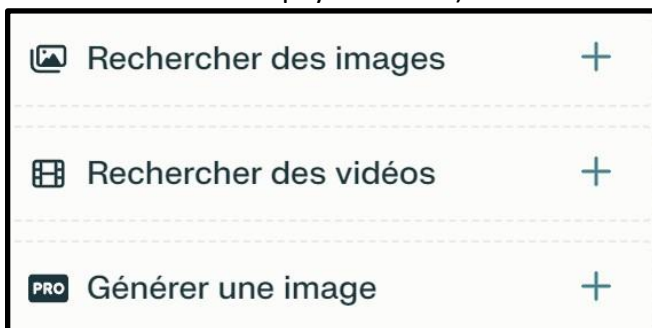 Rechercher des images
Rechercher des vidéos
PRO Générer une image